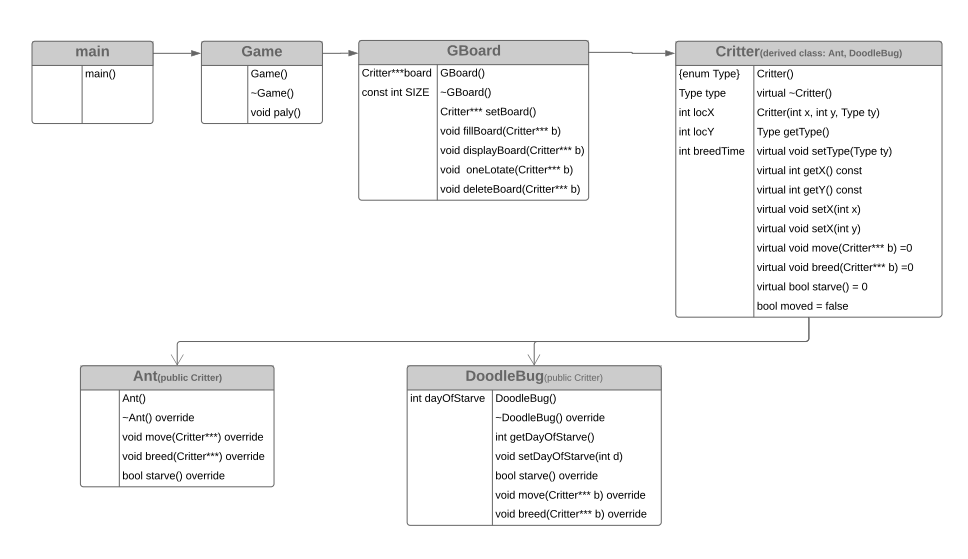 main
main()
Game
Game()
~Game()
void paly()
GBoard
Critter***board
const int SIZE
GBoard()
~GBoard()
Critter*** setBoard()
void fillBoard(Critter*** b)
void displayBoard(Critter*** b)
void  oneLotate(Critter*** b)
void deleteBoard(Critter*** b)
Critter(derived class: Ant, DoodleBug)
{enum Type}
Type type
int locX
int locY
int breedTime
Critter()
virtual ~Critter()
Critter(int x, int y, Type ty)
Type getType()
virtual void setType(Type ty)
virtual int getX() const
virtual int getY() const
virtual void setX(int x)
virtual void setX(int y)
virtual void move(Critter*** b) =0
virtual void breed(Critter*** b) =0
virtual bool starve() = 0
bool moved = false
Ant(public Critter)
Ant()
~Ant() override
void move(Critter***) override
void breed(Critter***) override
bool starve() override
DoodleBug(public Critter)
int dayOfStarve
DoodleBug()
~DoodleBug() override
int getDayOfStarve()
void setDayOfStarve(int d)
bool starve() override
void move(Critter*** b) override
void breed(Critter*** b) override